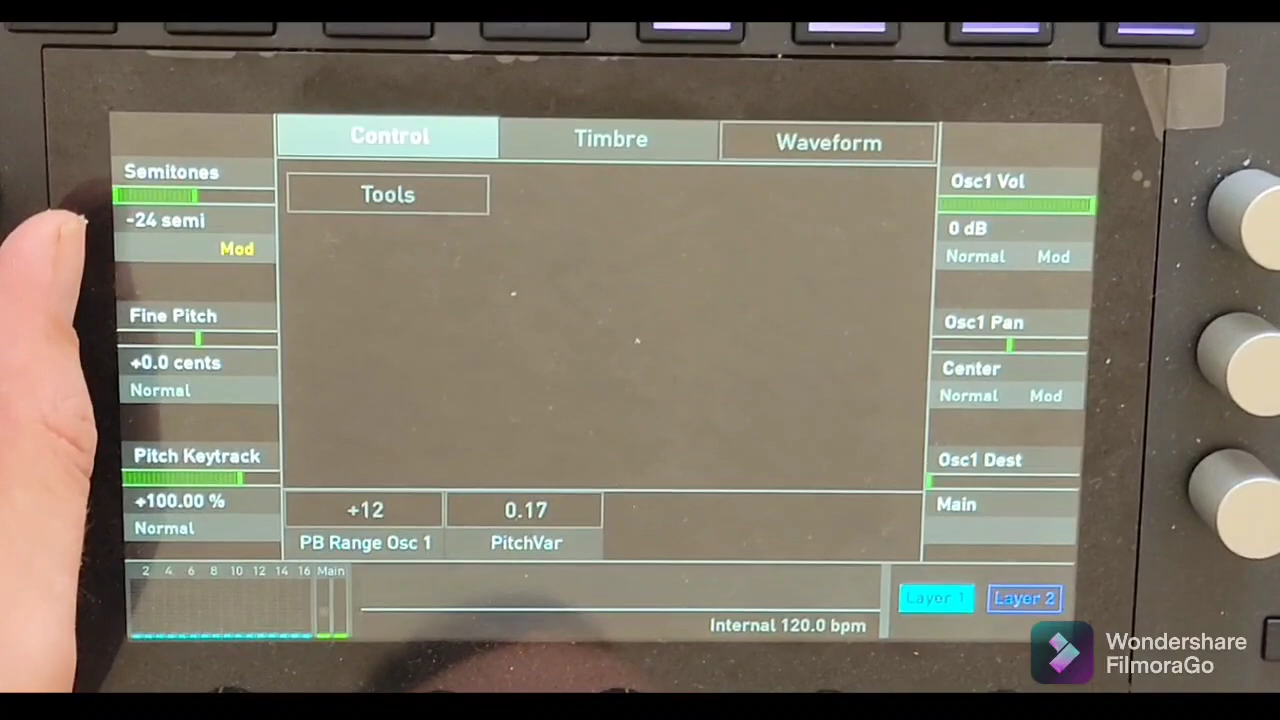 Control Timbre Waveform
Semitones
-24 semi
Mod
Fine Pitch
+0.0 cents
Normal
Pitch Keytrack
+100.00 %
Normal
Tools
+12 0.17
PB Range Osc 1 PitchVar
Osc1 Vol
0 dB
Normal Mod
Osc1 Pan
Center
Normal Mod
Osc1 Dest
Main
2 4 6 8 10 12 14 16 Main
Layer 1 Layer 2
Internal 120.0 bpm
Wondershare
FilmoraGo